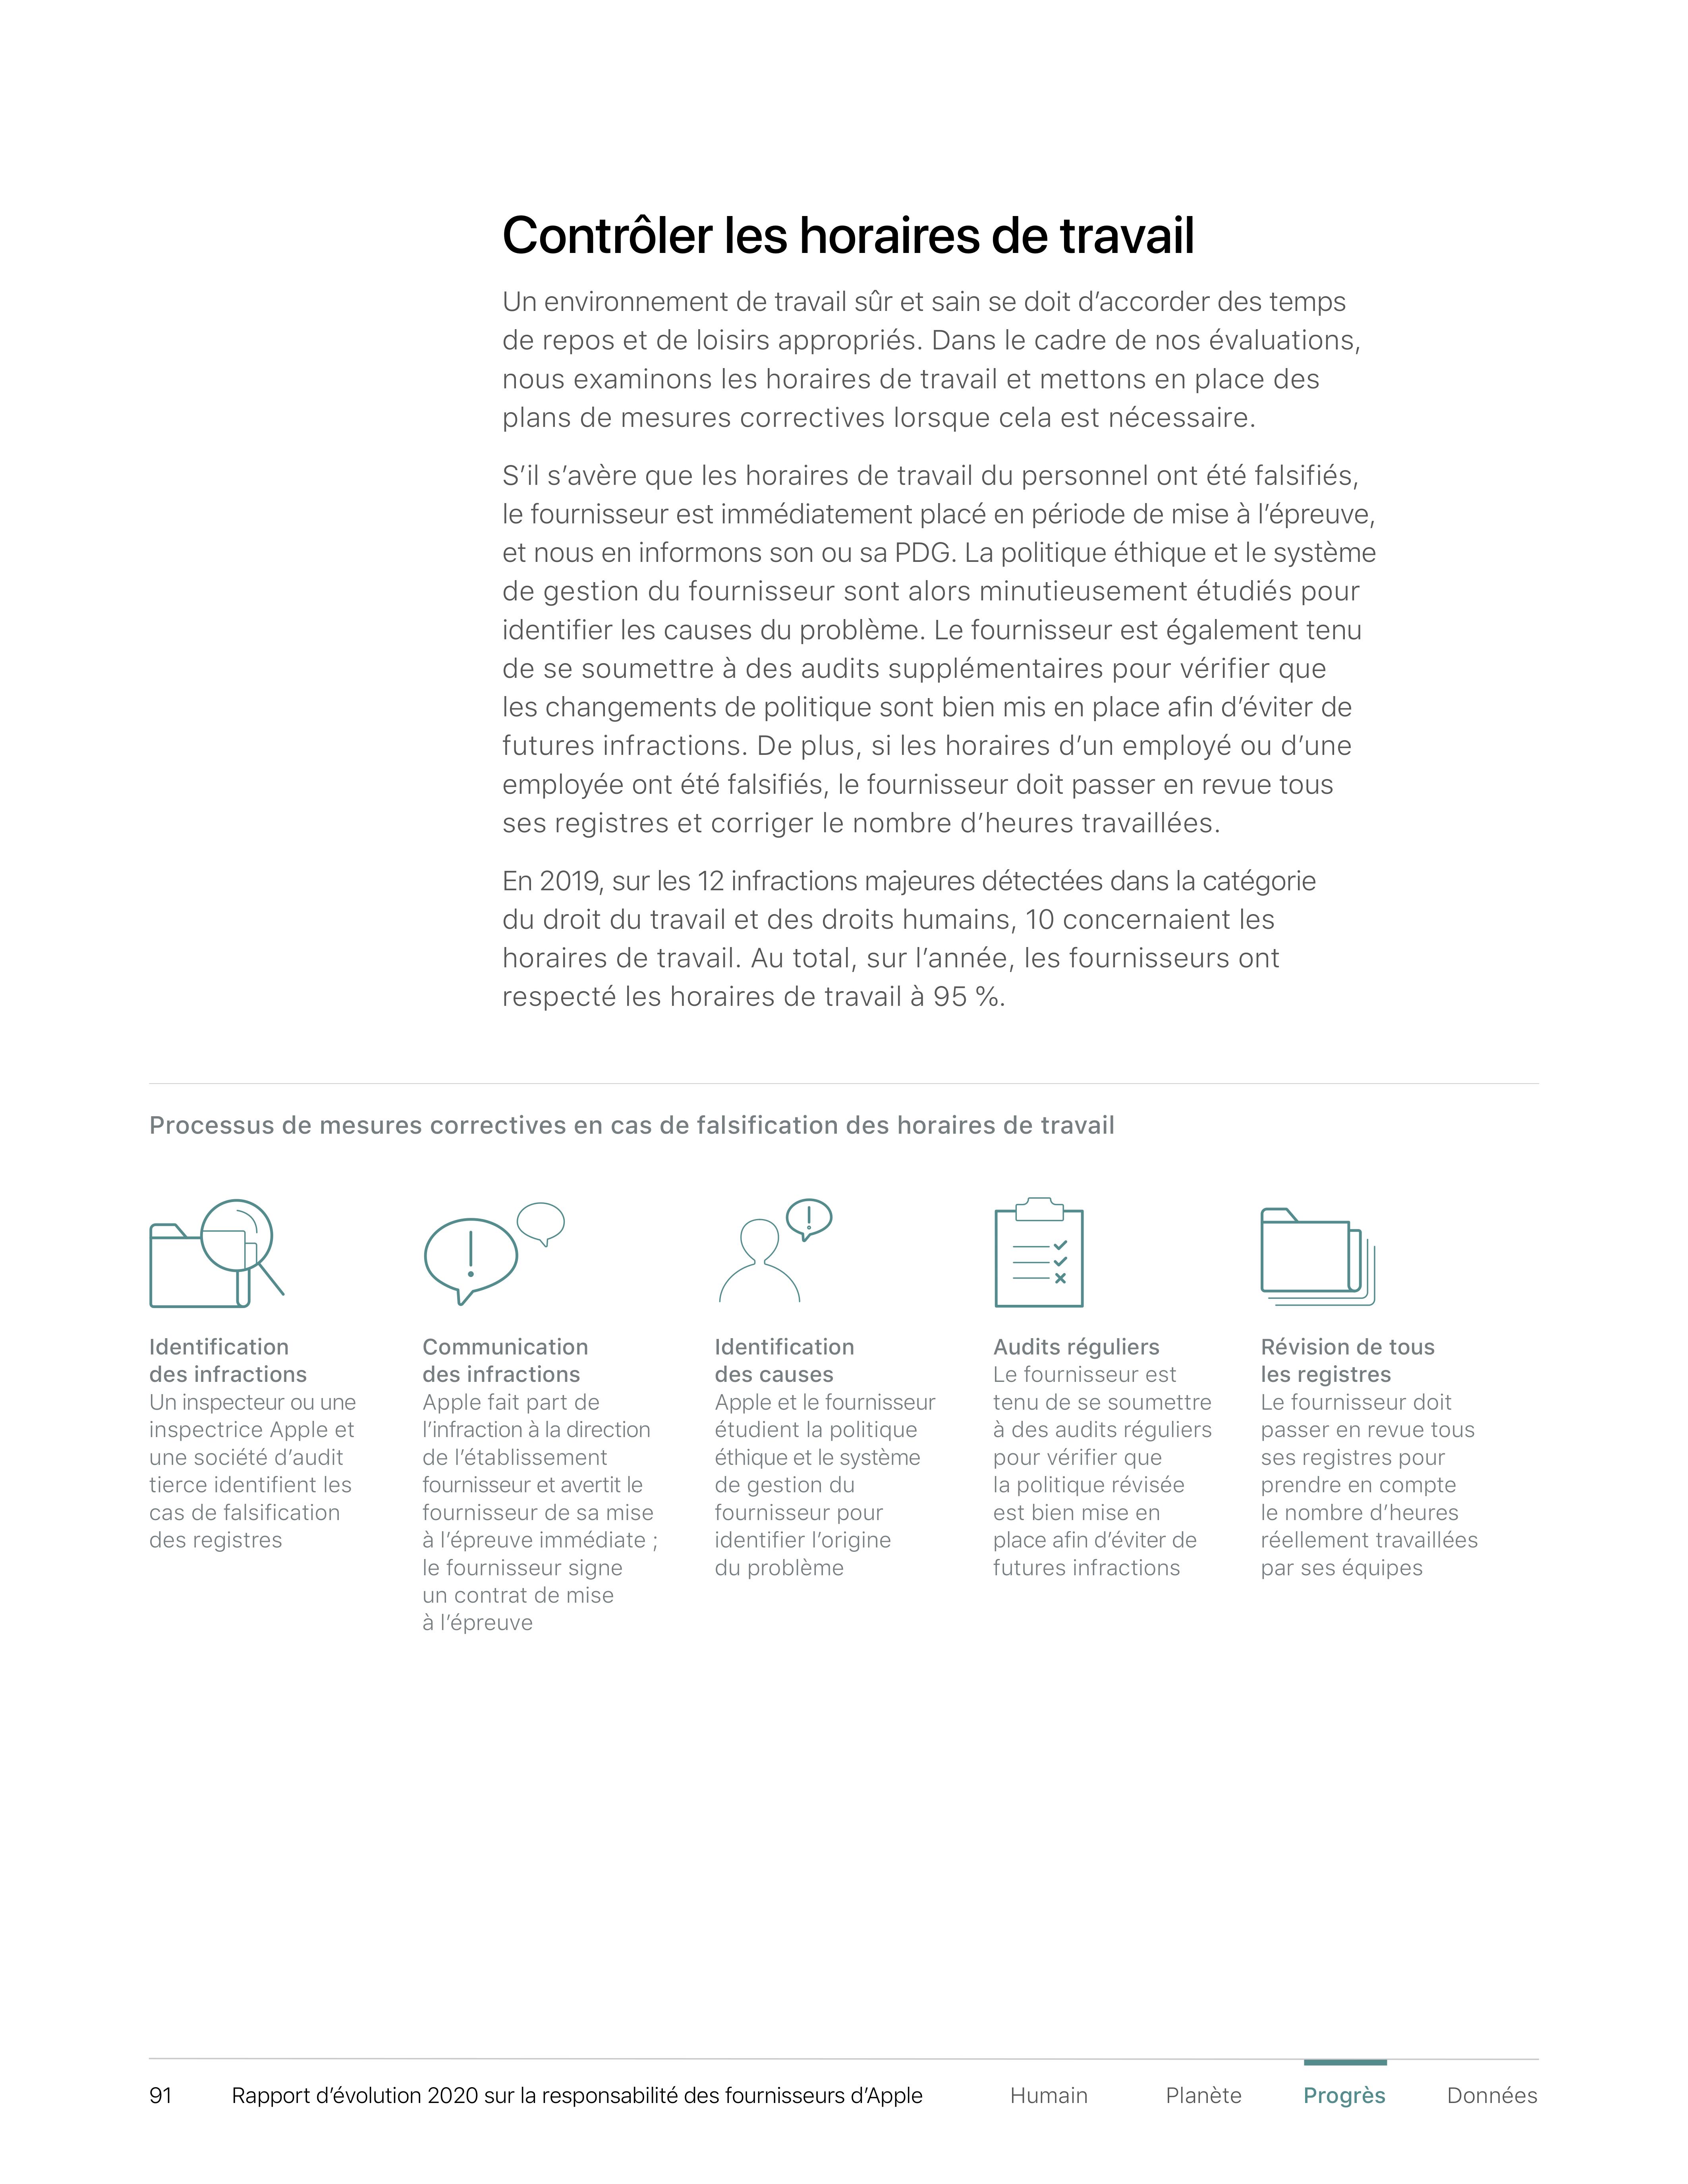 Contrôler les horaires de travail
Un environnement de travail sûr et sain se doit d’accorder des temps
de repos et de loisirs appropriés. Dans le cadre de nos évaluations,
nous examinons les horaires de travail et mettons en place des
plans de mesures correctives lorsque cela est nécessaire.
S’il s’avère que les horaires de travail du personnel ont été falsifiés,
le fournisseur est immédiatement placé en période de mise à l’épreuve,
et nous en informons son ou sa PDG. La politique éthique et le système
de gestion du fournisseur sont alors minutieusement étudiés pour
identifier les causes du problème. Le fournisseur est également tenu
de se soumettre à des audits supplémentaires pour vérifier que
les changements de politique sont bien mis en place afin d’éviter de
futures infractions. De plus, si les horaires d’un employé ou d’une
employée ont été falsifiés, le fournisseur doit passer en revue tous
ses registres et corriger le nombre d’heures travaillées.
En 2019, sur les 12 infractions majeures détectées dans la catégorie
du droit du travail et des droits humains, 10 concernaient les
horaires de travail. Au total, sur l’année, les fournisseurs ont
respecté les horaires de travail à 95 %.
Processus de mesures correctives en cas de falsification des horaires de travail
Identification
des infractions
Un inspecteur ou une
inspectrice Apple et
une société d’audit
tierce identifient les
cas de falsification
des registres
Communication
des infractions
Apple fait part de
l’infraction à la direction
de l’établissement
fournisseur et avertit le
fournisseur de sa mise
à l’épreuve immédiate ;
le fournisseur signe
un contrat de mise
à l’épreuve
Identification
des causes
Apple et le fournisseur
étudient la politique
éthique et le système
de gestion du
fournisseur pour
identifier l’origine
du problème
Audits réguliers
Le fournisseur est
tenu de se soumettre
à des audits réguliers
pour vérifier que
la politique révisée
est bien mise en
place afin d’éviter de
futures infractions
Révision de tous
les registres
Le fournisseur doit
passer en revue tous
ses registres pour
prendre en compte
le nombre d’heures
réellement travaillées
par ses équipes
91 Rapport d’évolution 2020 sur la responsabilité des fournisseurs d’Apple Humain Planète Progrès Données